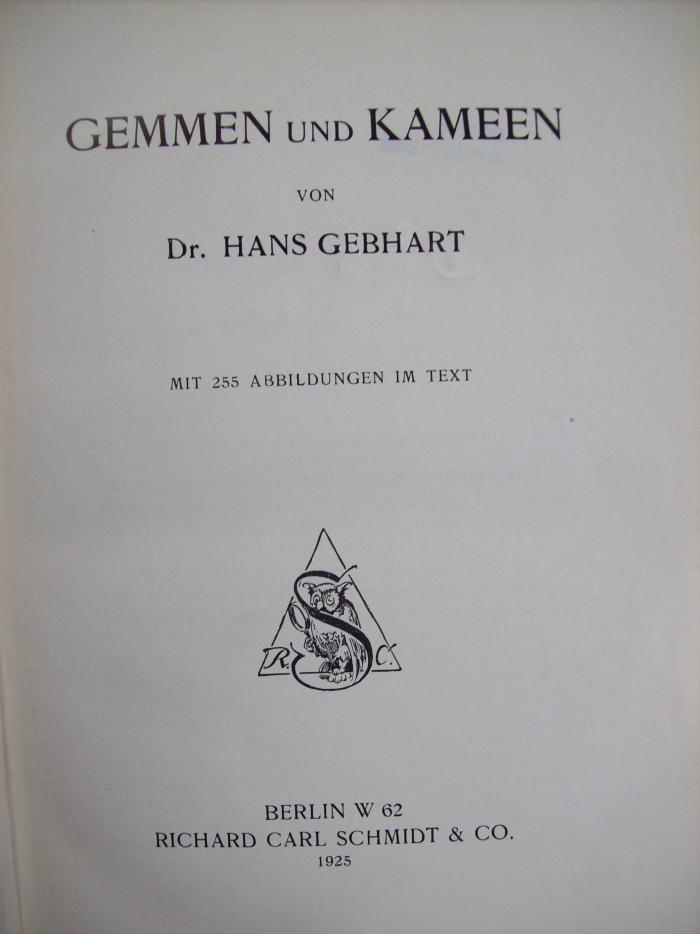 GEMMEN UND KAMEEN
VON
Dr. HANS GEBHART
MIT 255 ABBILDUNGEN IM TEXT
R. S C.
BERLIN W 62
RICHARD CARL SCHMIDT & CO.
1925